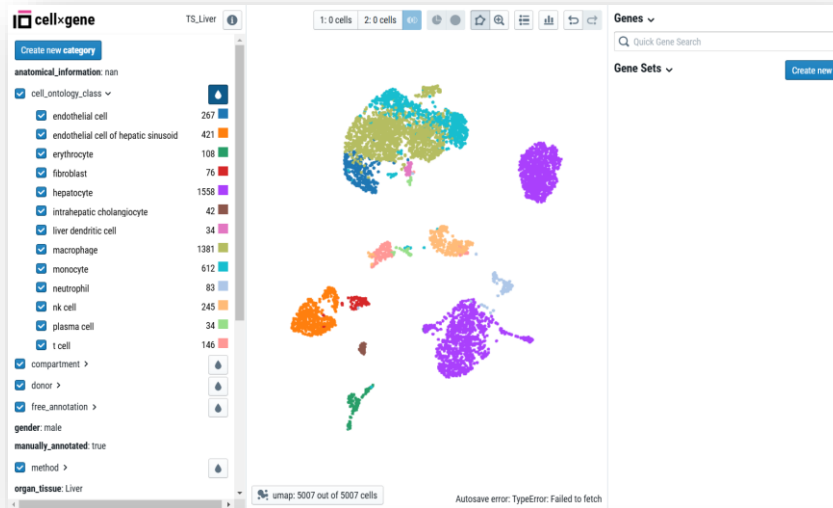 cell×gene
TS_Liver
Create new category
anatomical_information: nan
cell_ontology_class
endothelial cell 267
endothelial cell of hepatic sinusoid 421
erythrocyte 108
fibroblast 76
hepatocyte 1558
intrahepatic cholangiocyte 42
liver dendritic cell 34
macrophage 1381
monocyte 612
neutrophil 83
nk cell 245
plasma cell 34
t cell 146
compartment
donor
free_annotation
gender: male
manually_annotated: true
method
organ_tissue: Liver
1: 0 cells 2: 0 cells
umap: 5007 out of 5007 cells
Autosave error: TypeError: Failed to fetch
Genes
Quick Gene Search
Gene Sets
Create new